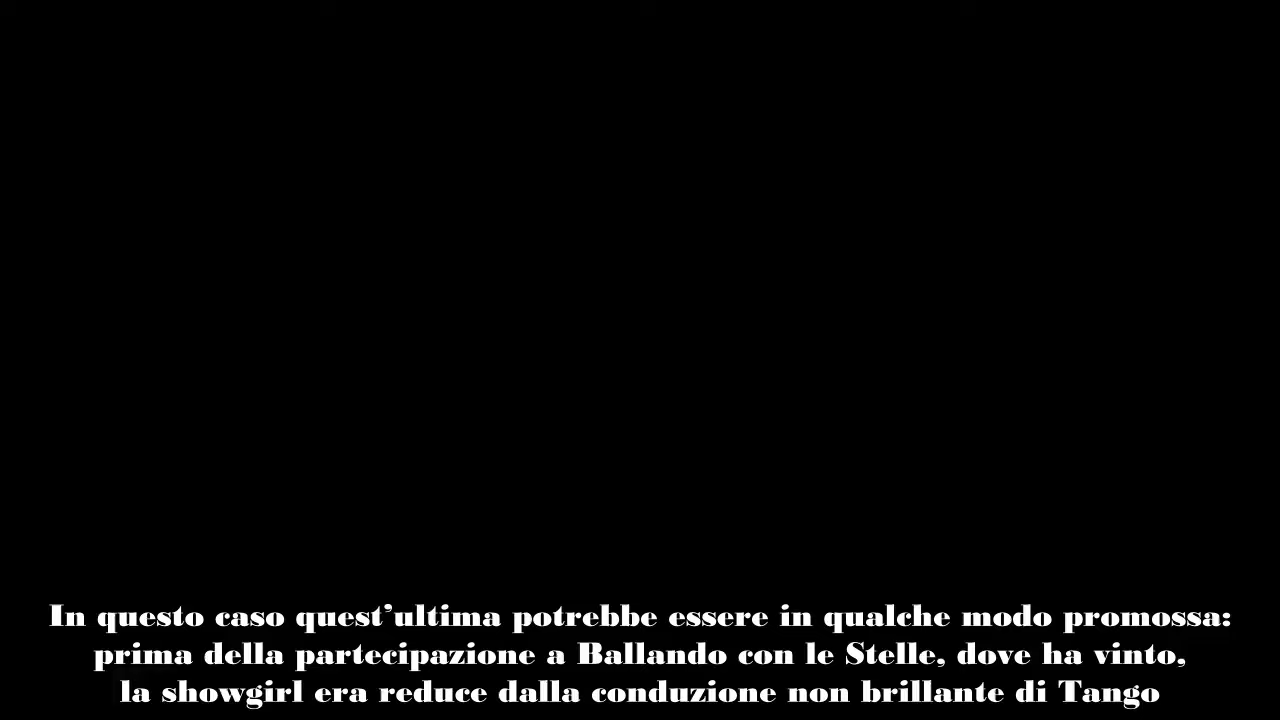 In questo caso quest’ultima potrebbe essere in qualche modo promossa:
prima della partecipazione a Ballando con le Stelle, dove ha vinto,
la showgirl era reduce dalla conduzione non brillante di Tango